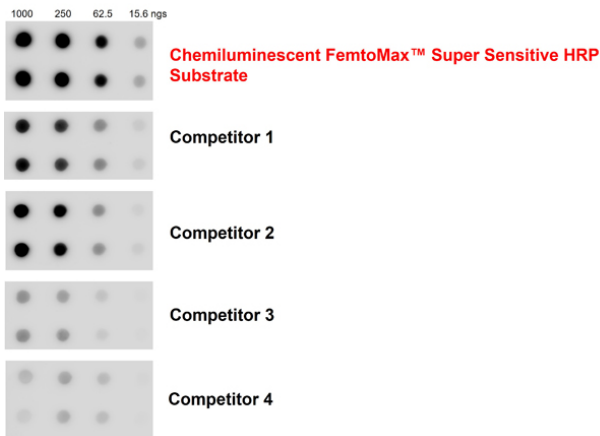 1000 250 62.5 15.6 ngs
Chemiluminescent FemtoMax™ Super Sensitive HRP
Substrate
Competitor 1
Competitor 2
Competitor 3
Competitor 4